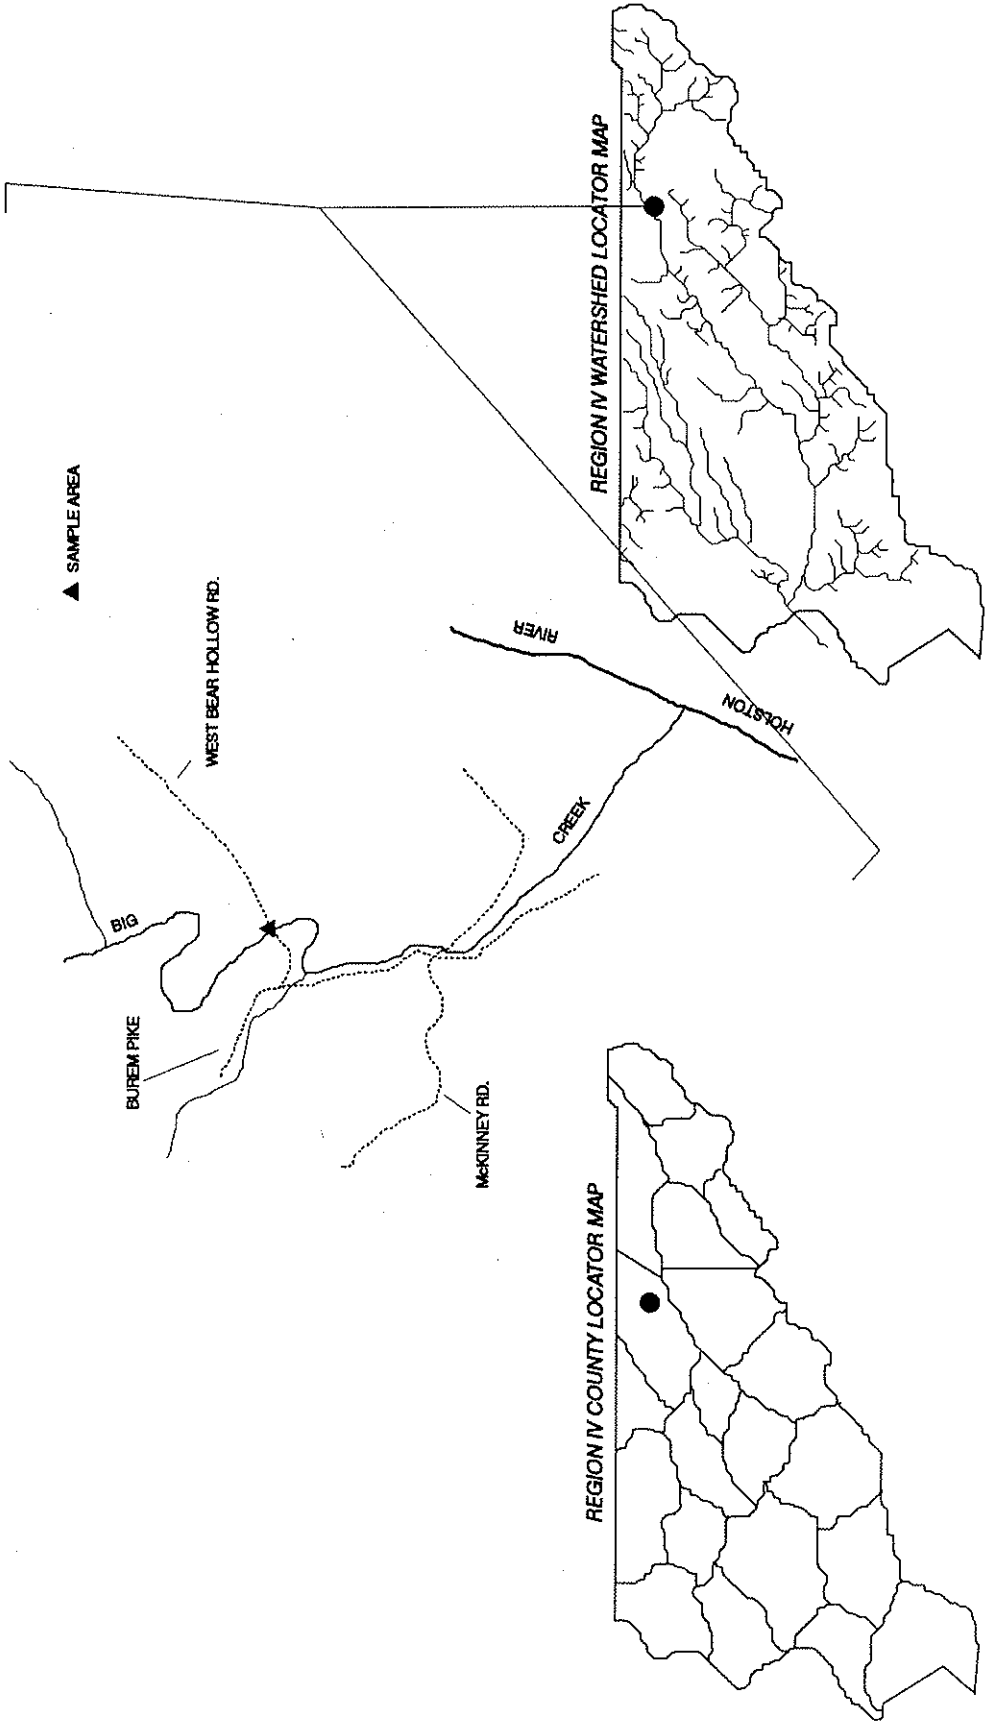 ▲ SAMPLE AREA
WEST BEAR HOLLOW RD.
BIG
BUREM PIKE
McKINNEY RD.
CREEK
RIVER
HOLSTON
REGION IV COUNTY LOCATOR MAP
REGION IV WATERSHED LOCATOR MAP